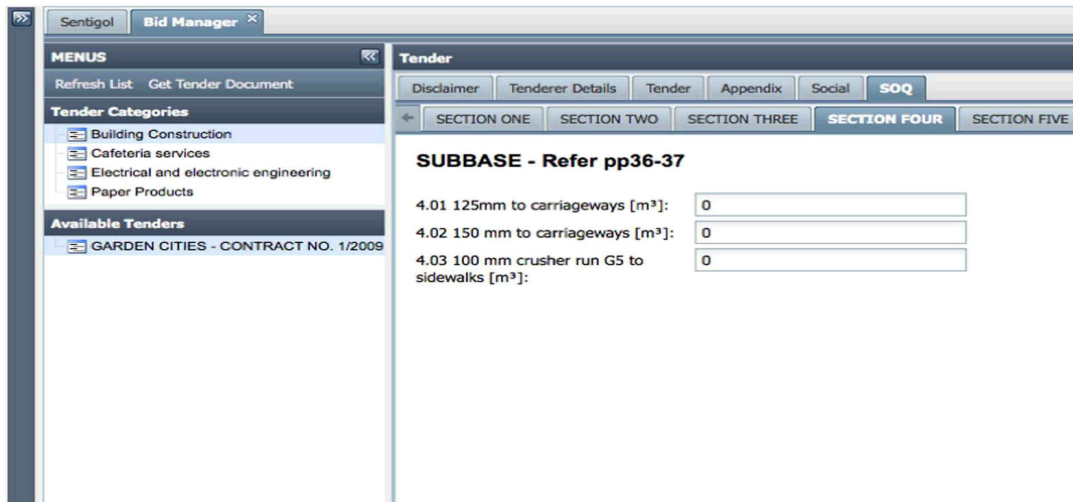 Sentigol
Bid Manager
MENUS
Refresh List Get Tender Document
Tender Categories
Building Construction
Cafeteria services
Electrical and electronic engineering
Paper Products
Available Tenders
GARDEN CITIES - CONTRACT NO. 1/2009
Tender
Disclaimer
Tenderer Details
Tender
Appendix
Social
SOQ
SECTION ONE
SECTION TWO
SECTION THREE
SECTION FOUR
SECTION FIVE
SUBBASE - Refer pp36-37
4.01 125mm to carriageways [m³]: 0
4.02 150 mm to carriageways [m³]: 0
4.03 100 mm crusher run G5 to 0
sidewalks [m³]: